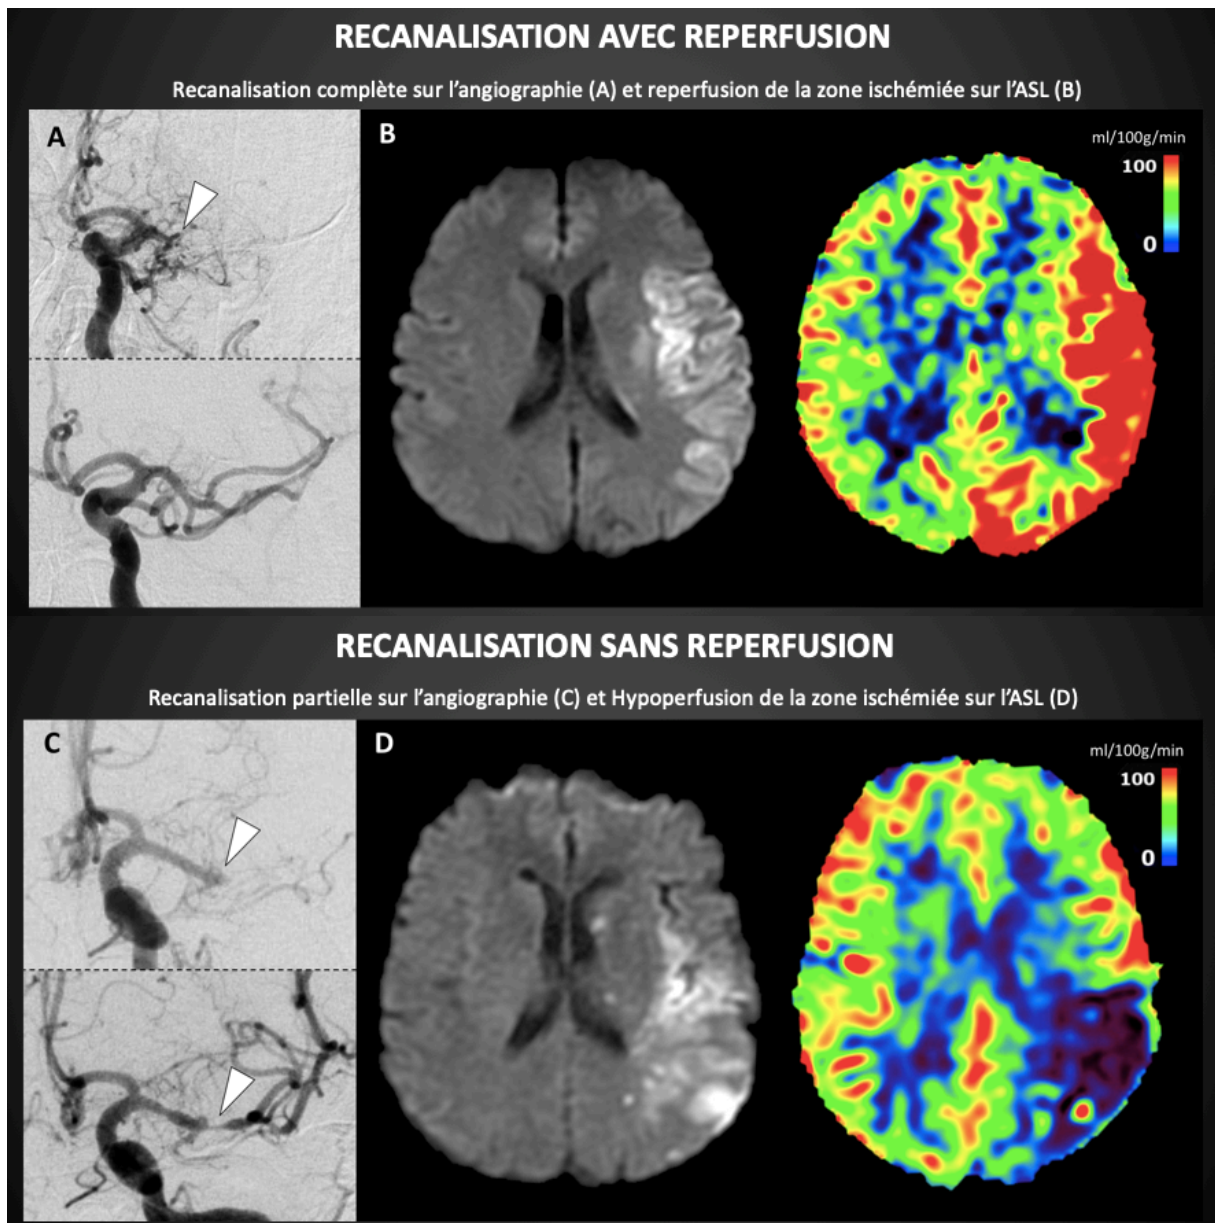 RECANALISATION AVEC REPERFUSION
Recanalisation complète sur l'angiographie (A) et reperfusion de la zone ischémiée sur l'ASL (B)
A
B
ml/100g/min
100
0
RECANALISATION SANS REPERFUSION
Recanalisation partielle sur l'angiographie (C) et Hypoperfusion de la zone ischémiée sur l'ASL (D)
C
D
ml/100g/min
100
0